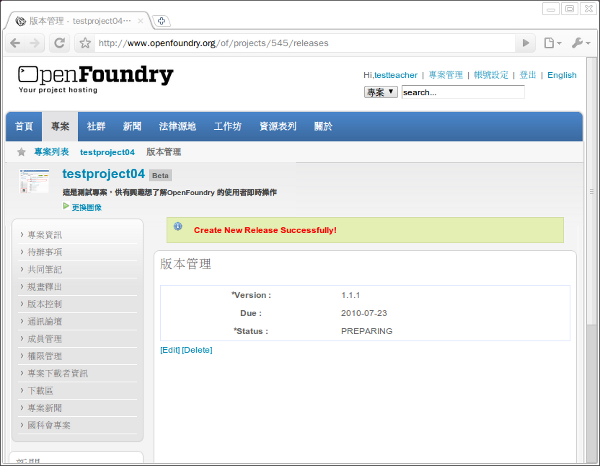 版本管理 - testproject04…
http://www.openfoundry.org/of/projects/545/releases
OpenFoundry
Your project hosting
Hi,testteacher | 專案管理 | 帳號設定 | 登出 | English
專案 search...
首頁 專案 社群 新聞 法律源地 工作坊 資源表列 關於
專案列表 testproject04 版本管理
testproject04 Beta
這是測試專案，供有興趣想了解OpenFoundry 的使用者即時操作
更換圖像
Create New Release Successfully!
專案資訊
待辦事項
共同筆記
規畫釋出
版本控制
通訊論壇
成員管理
權限管理
專案下載者資訊
下載區
專案新聞
國科會專案
版本管理
*Version : 1.1.1
Due : 2010-07-23
*Status : PREPARING
[Edit] [Delete]